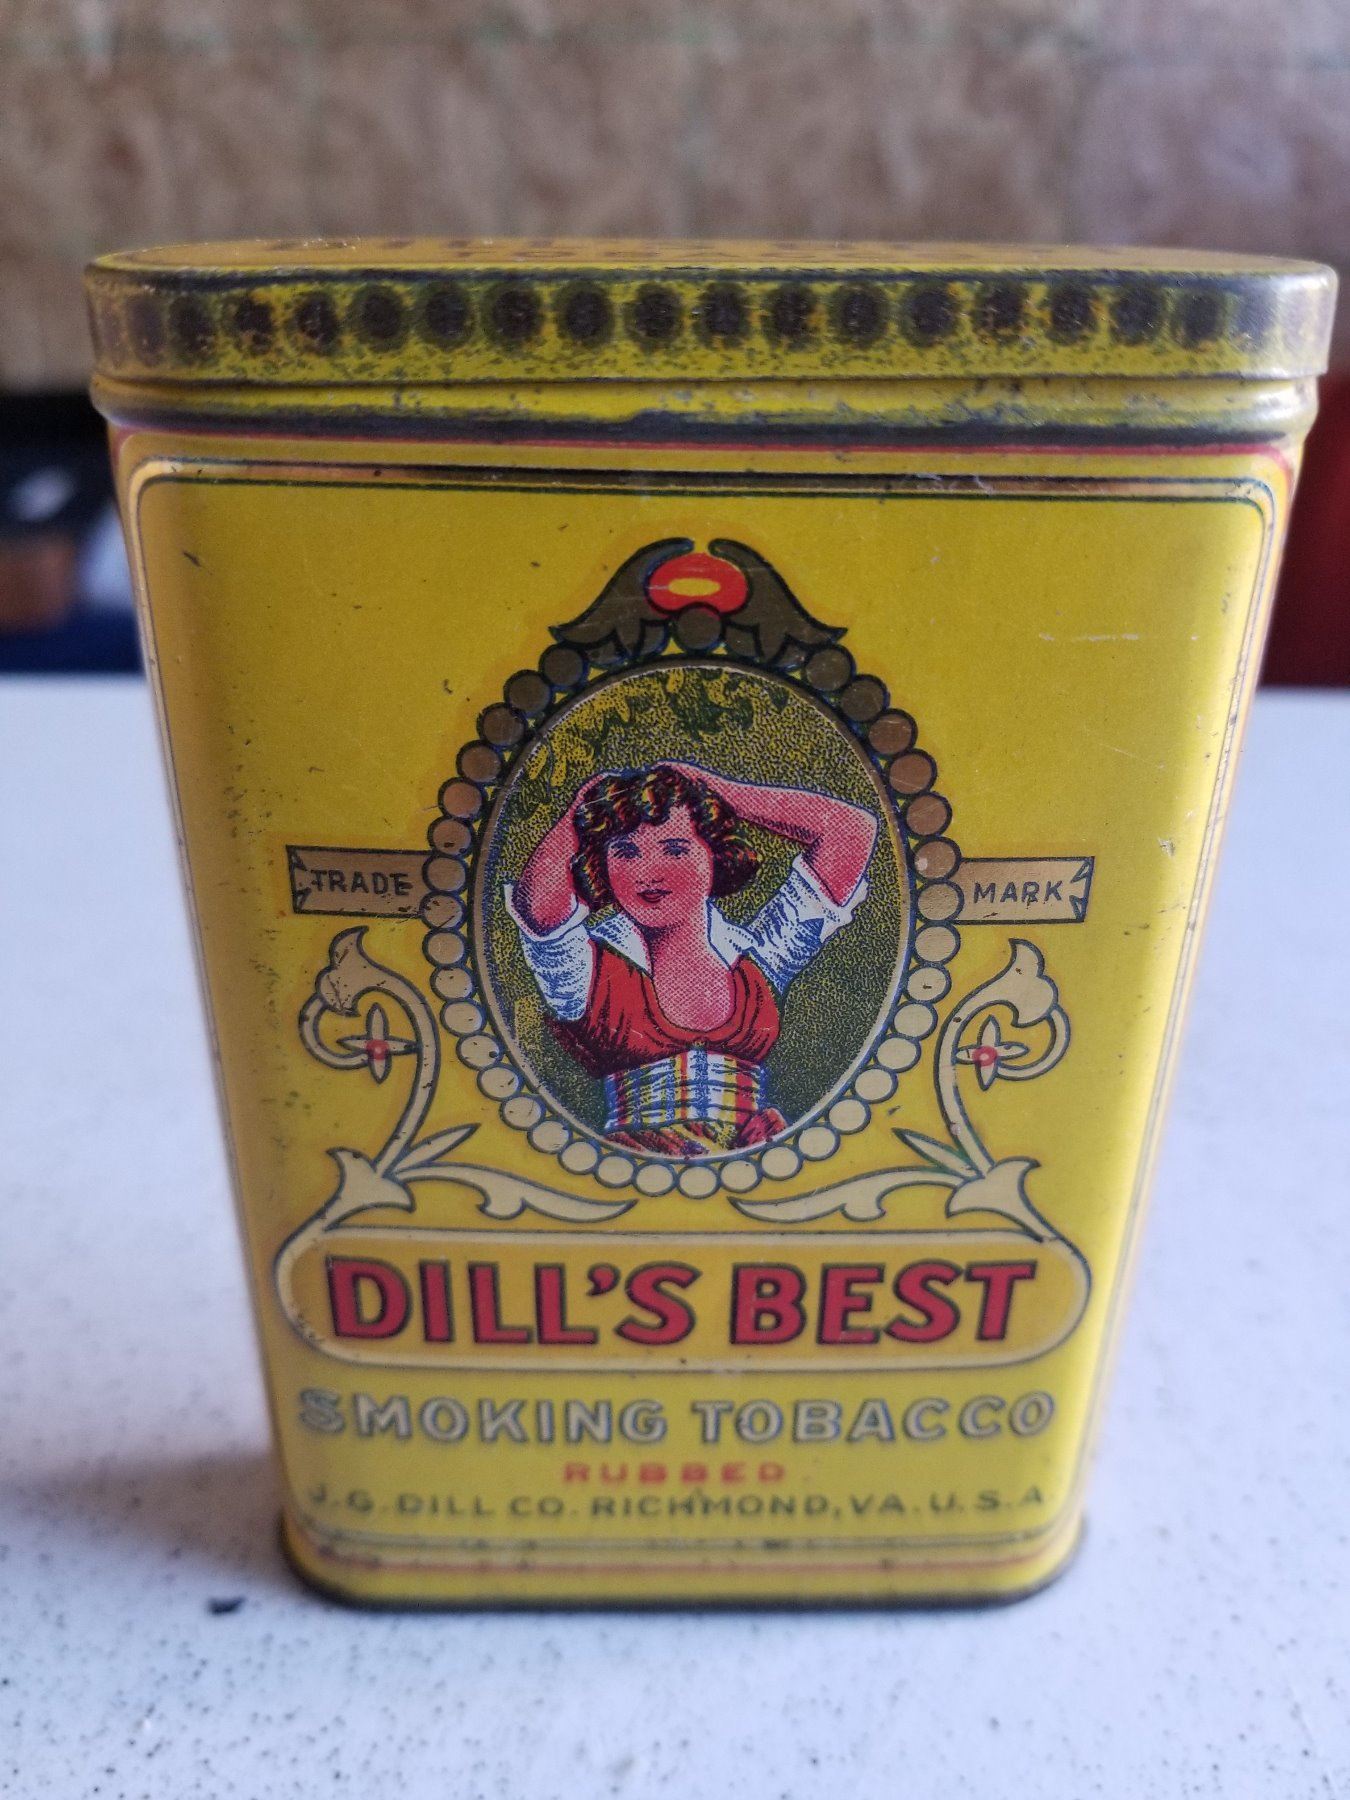 TRADE MARK
DILL'S BEST
SMOKING TOBACCO
RUBBED
J.G. DILL CO. RICHMOND, VA. U.S.A.